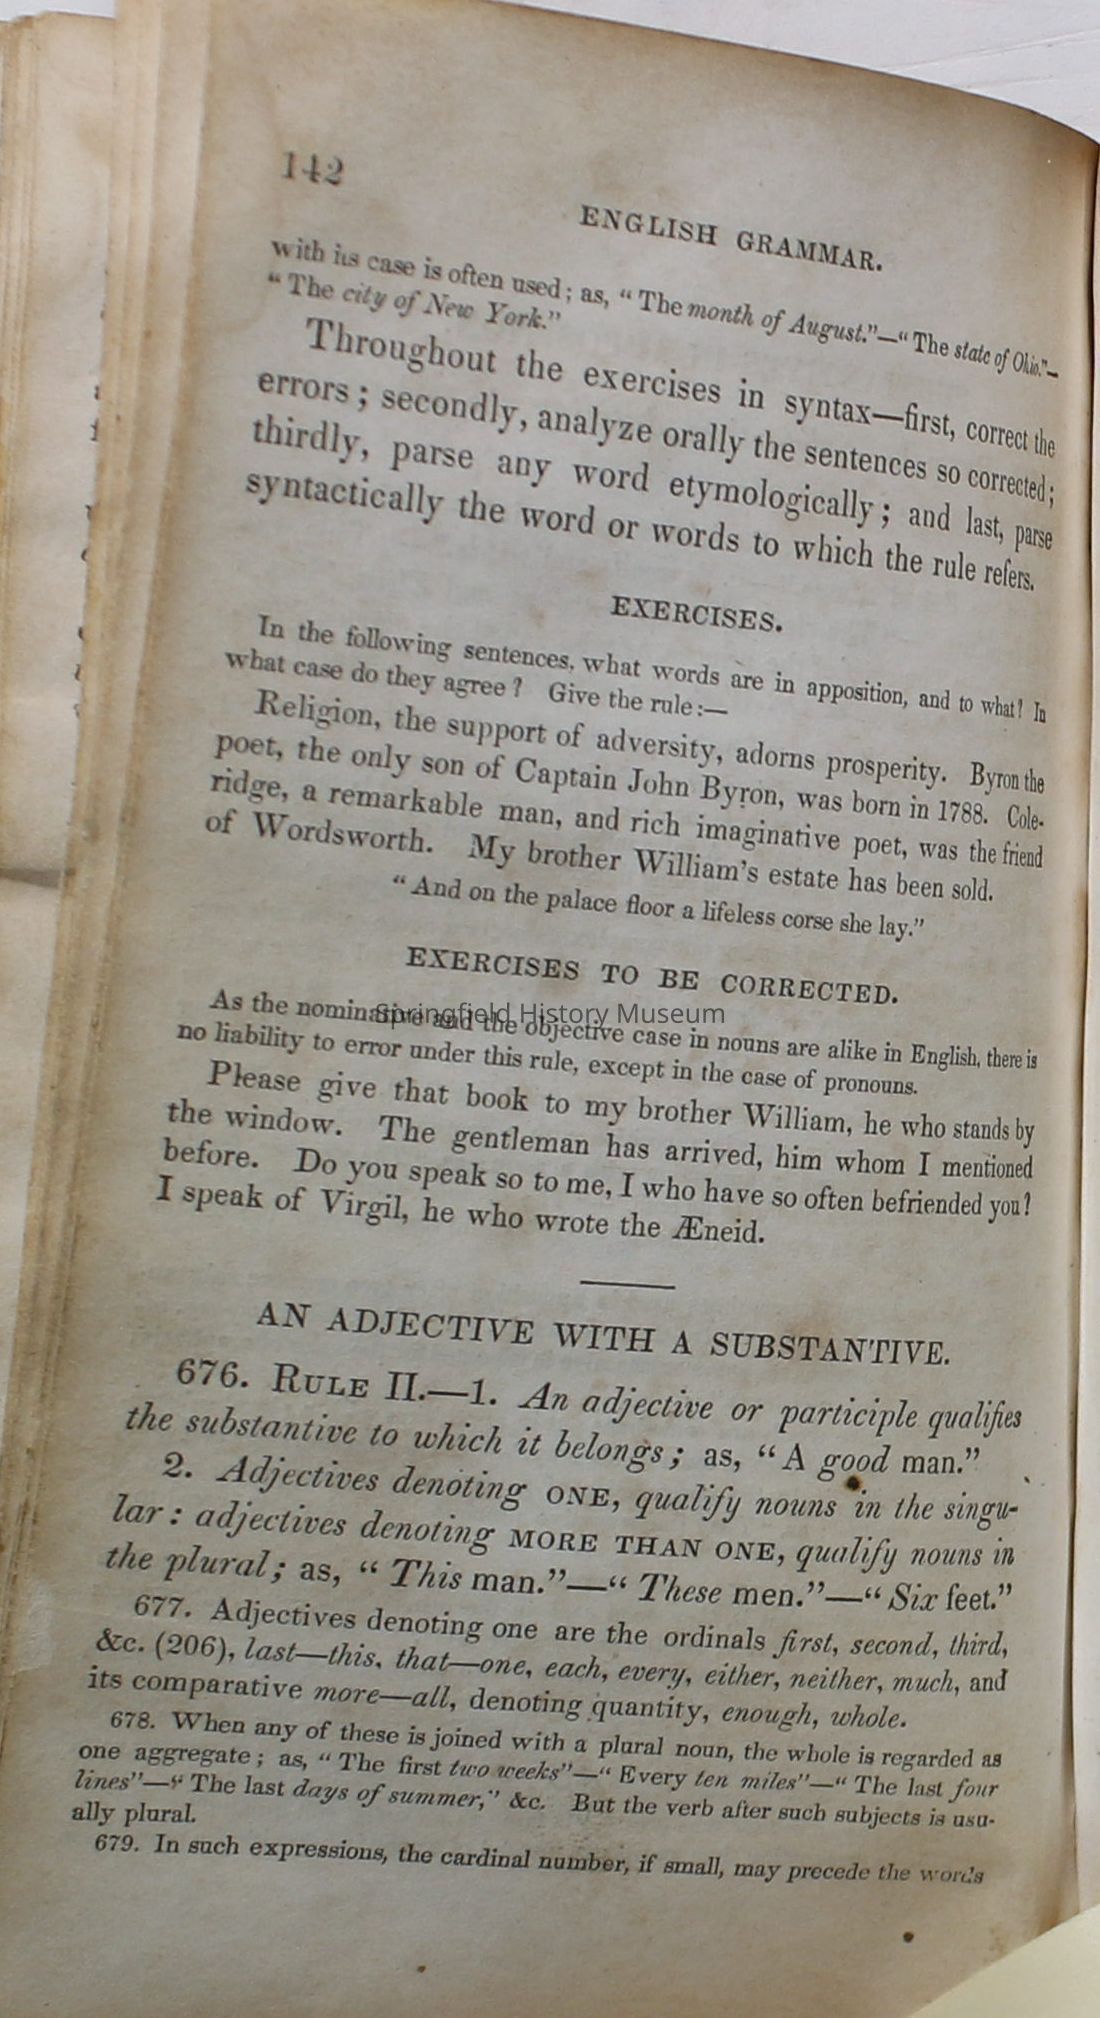 142
ENGLISH GRAMMAR.
with its case is often used; as, "The month of August."—"The state of Ohio."—
"The city of New York."
Throughout the exercises in syntax—first, correct the
errors; secondly, analyze orally the sentences so corrected;
thirdly, parse any word etymologically; and last, parse
syntactically the word or words to which the rule refers.
EXERCISES.
In the following sentences, what words are in apposition, and to what? In
what case do they agree? Give the rule:—
Religion, the support of adversity, adorns prosperity. Byron the
poet, the only son of Captain John Byron, was born in 1788. Cole-
ridge, a remarkable man, and rich imaginative poet, was the friend
of Wordsworth. My brother William's estate has been sold.
"And on the palace floor a lifeless corse she lay."
EXERCISES TO BE CORRECTED.
As the nominative and the objective case in nouns are alike in English, there is
Springfield History Museum
no liability to error under this rule, except in the case of pronouns.
Please give that book to my brother William, he who stands by
the window. The gentleman has arrived, him whom I mentioned
before. Do you speak so to me, I who have so often befriended you?
I speak of Virgil, he who wrote the Æneid.
AN ADJECTIVE WITH A SUBSTANTIVE.
676. RULE II.—1. An adjective or participle qualifies
the substantive to which it belongs; as, "A good man."
2. Adjectives denoting ONE, qualify nouns in the singu-
lar: adjectives denoting MORE THAN ONE, qualify nouns in
the plural; as, "This man."—"These men."—"Six feet."
677. Adjectives denoting one are the ordinals first, second, third,
&c. (206), last—this, that—one, each, every, either, neither, much, and
its comparative more—all, denoting quantity, enough, whole.
678. When any of these is joined with a plural noun, the whole is regarded as
one aggregate; as, "The first two weeks"—"Every ten miles"—"The last four
lines"—"The last days of summer," &c. But the verb after such subjects is usu-
ally plural.
679. In such expressions, the cardinal number, if small, may precede the words